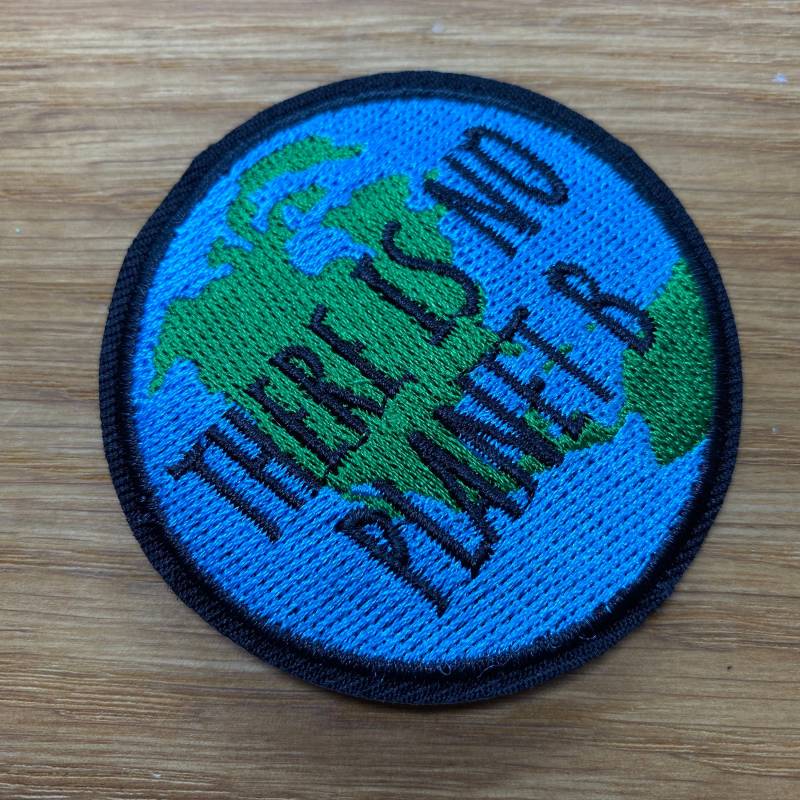 THERE IS NO
PLANET B